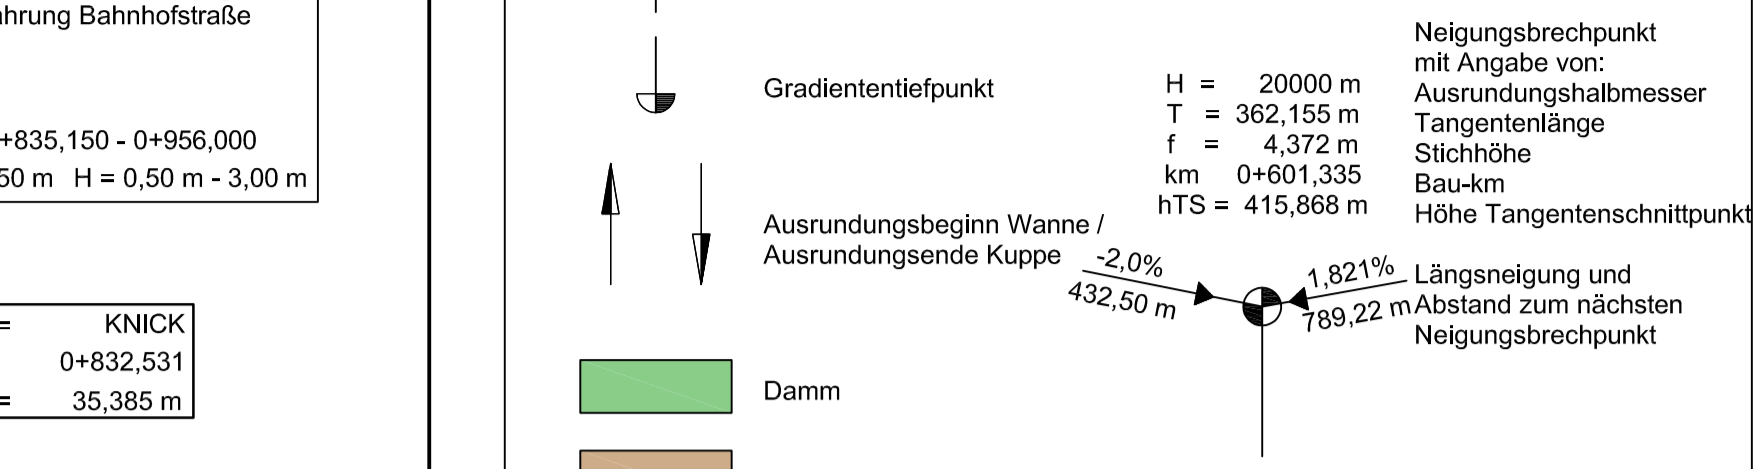 Bahnhofstraße
+835,150 - 0+956,000
50 m H = 0,50 m - 3,00 m
= KNICK
0+832,531
= 35,385 m
Gradiententiefpunkt
Ausrundungsbeginn Wanne /
Ausrundungsende Kuppe
Damm
H = 20000 m
T = 362,155 m
f = 4,372 m
km 0+601,335
hTS = 415,868 m
Neigungsbrechpunkt
mit Angabe von:
Ausrundungshalbmesser
Tangentenlänge
Stichhöhe
Bau-km
Höhe Tangentenschnittpunkt
-2,0%
432,50 m
1,821%
789,22 m
Längsneigung und
Abstand zum nächsten
Neigungsbrechpunkt